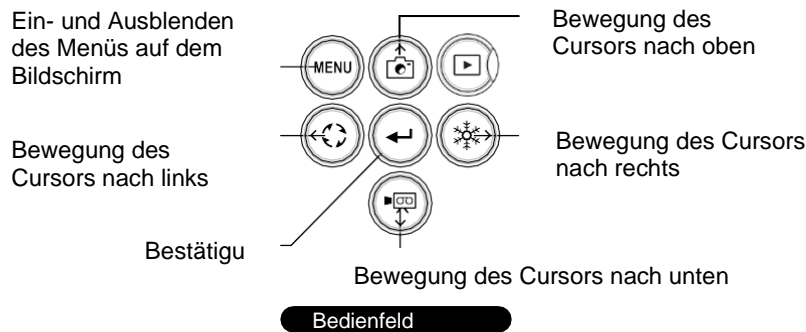 Ein- und Ausblenden
des Menüs auf dem
Bildschirm
Bewegung des
Cursors nach oben
MENU
Bewegung des
Cursors nach links
Bewegung des Cursors
nach rechts
Bestätigu
Bewegung des Cursors nach unten
Bedienfeld